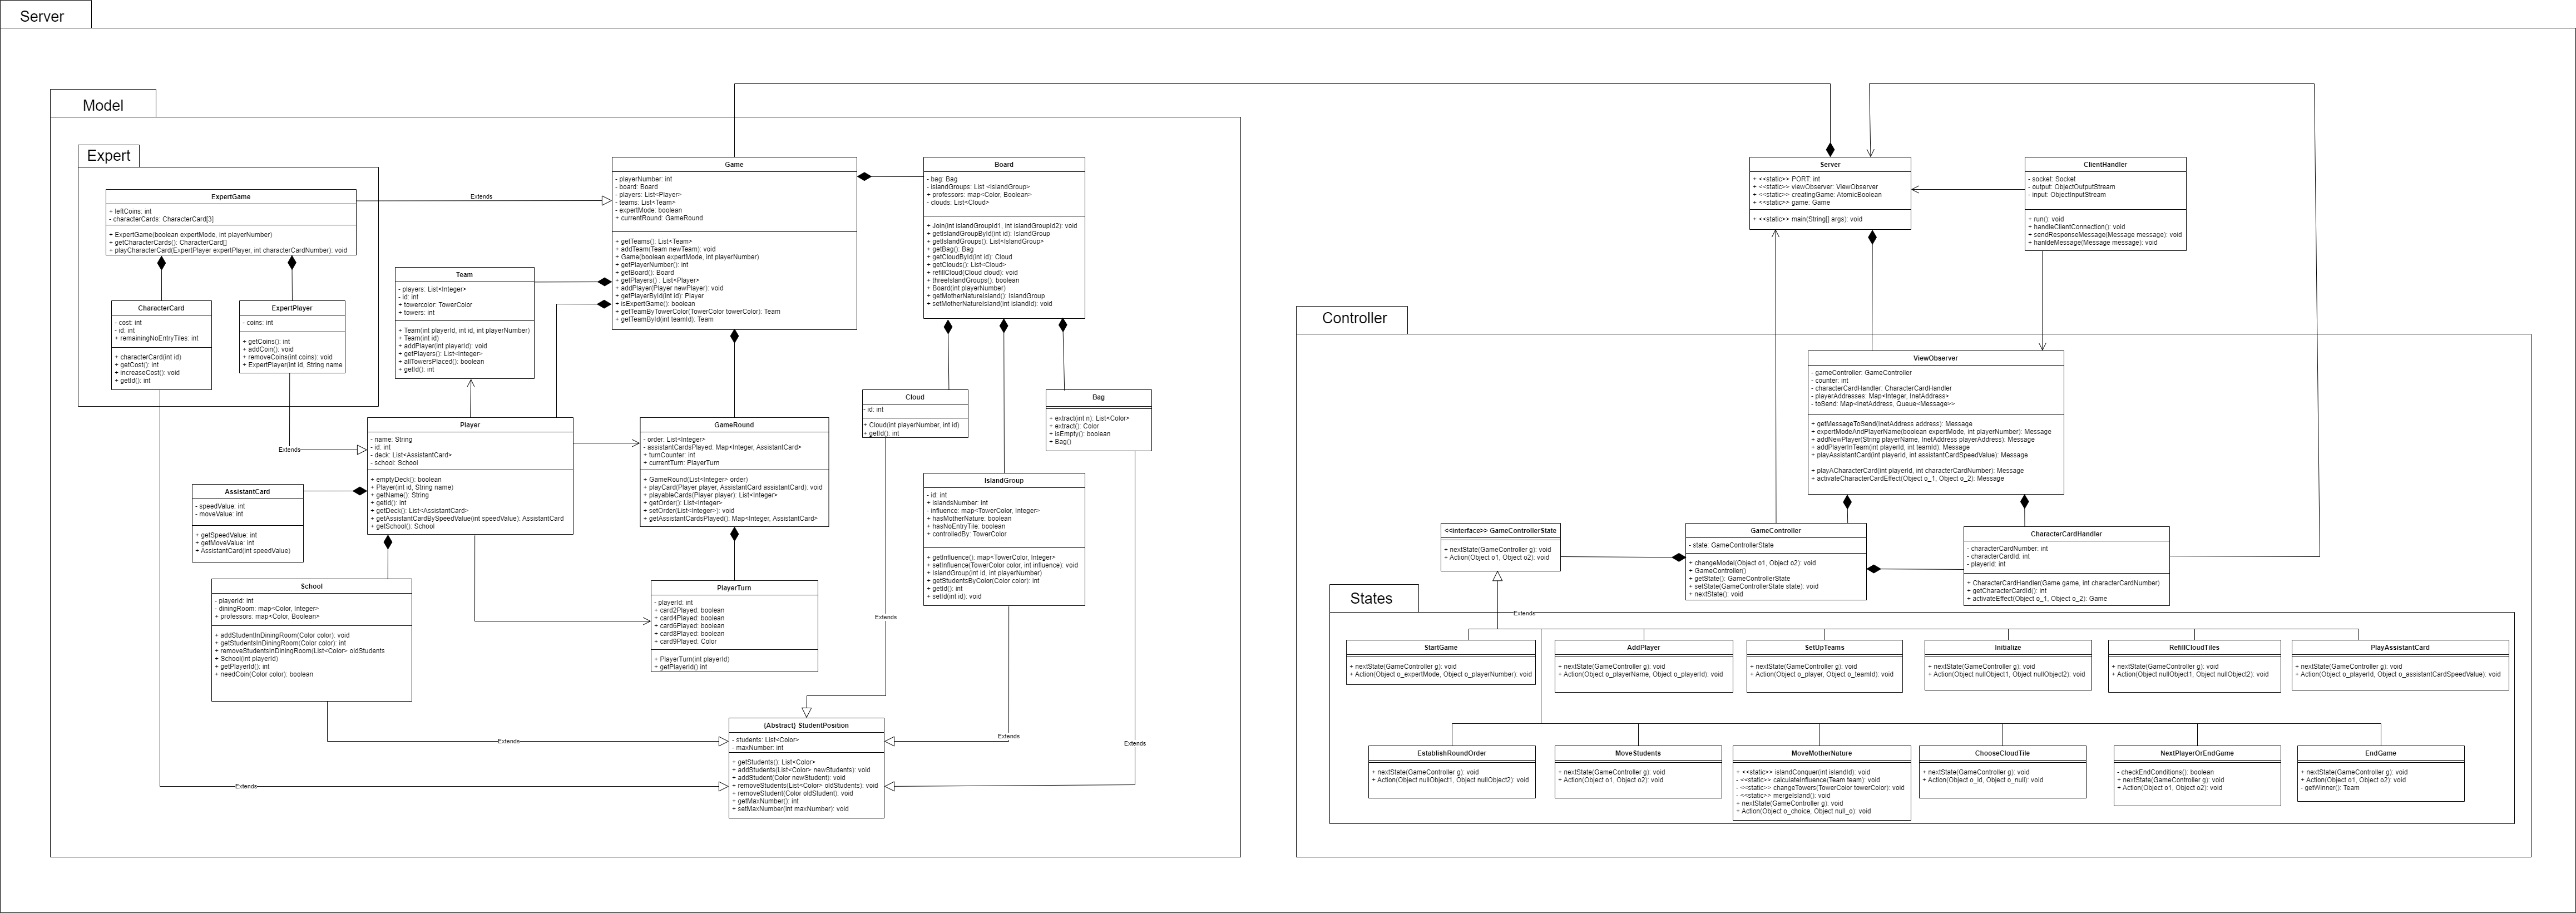 Server
Model
Expert
ExpertGame
+ leftCoins: int
- characterCards: CharacterCard[3]
+ ExpertGame(boolean expertMode, int playerNumber)
+ getCharacterCards(): CharacterCard[]
+ playCharacterCard(ExpertPlayer expertPlayer, int characterCardNumber): void
Extends
CharacterCard
- cost: int
- id: int
+ remainingNoEntryTiles: int
+ characterCard(int id)
+ getCost(): int
+ increaseCost(): void
+ getId(): int
ExpertPlayer
- coins: int
+ getCoins(): int
+ addCoin(): void
+ removeCoins(int coins): void
+ ExpertPlayer(int id, String name
Extends
Team
- players: List<Integer>
- id: int
+ towercolor: TowerColor
+ towers: int
+ Team(int playerId, int id, int playerNumber)
+ Team(int id)
+ addPlayer(int playerId): void
+ getPlayers(): List<Integer>
+ allTowersPlaced(): boolean
+ getId(): int
Game
- playerNumber: int
- board: Board
- players: List<Player>
- teams: List<Team>
- expertMode: boolean
+ currentRound: GameRound
+ getTeams(): List<Team>
+ addTeam(Team newTeam): void
+ Game(boolean expertMode, int playerNumber)
+ getPlayerNumber(): int
+ getBoard(): Board
+ getPlayers() : List<Player>
+ addPlayer(Player newPlayer): void
+ getPlayerById(int id): Player
+ isExpertGame(): boolean
+ getTeamByTowerColor(TowerColor towerColor): Team
+ getTeamById(int teamId): Team
Board
- bag: Bag
- islandGroups: List <IslandGroup>
+ professors: map<Color, Boolean>
- clouds: List<Cloud>
+ Join(int islandGroupId1, int islandGroupId2): void
+ getIslandGroupById(int id): IslandGroup
+ getIslandGroups(): List<IslandGroup>
+ getBag(): Bag
+ getCloudById(int id): Cloud
+ getClouds(): List<Cloud>
+ refillCloud(Cloud cloud): void
+ threeIslandGroups(): boolean
+ Board(int playerNumber)
+ getMotherNatureIsland(): IslandGroup
+ setMotherNatureIsland(int islandId): void
Cloud
- id: int
+ Cloud(int playerNumber, int id)
+ getId(): int
Bag
+ extract(int n): List<Color>
+ extract(): Color
+ isEmpty(): boolean
+ Bag()
Player
- name: String
- id: int
- deck: List<AssistantCard>
- school: School
+ emptyDeck(): boolean
+ Player(int id, String name)
+ getName(): String
+ getId(): int
+ getDeck(): List<AssistantCard>
+ getAssistantCardBySpeedValue(int speedValue): AssistantCard
+ getSchool(): School
GameRound
- order: List<Integer>
- assistantCardsPlayed: Map<Integer, AssistantCard>
+ turnCounter: int
+ currentTurn: PlayerTurn
+ GameRound(List<Integer> order)
+ playCard(Player player, AssistantCard assistantCard): void
+ playableCards(Player player): List<Integer>
+ getOrder(): List<Integer>
+ setOrder(List<Integer>): void
+ getAssistantCardsPlayed(): Map<Integer, AssistantCard>
IslandGroup
- id: int
+ islandsNumber: int
- influence: map<TowerColor, Integer>
+ hasMotherNature: boolean
+ hasNoEntryTile: boolean
+ controlledBy: TowerColor
+ getInfluence(): map<TowerColor, Integer>
+ setInfluence(TowerColor color, int influence): void
+ IslandGroup(int id, int playerNumber)
+ getStudentsByColor(Color color): int
+ getId(): int
+ setId(int id): void
AssistantCard
- speedValue: int
- moveValue: int
+ getSpeedValue: int
+ getMoveValue: int
+ AssistantCard(int speedValue)
School
- playerId: int
- diningRoom: map<Color, Integer>
+ professors: map<Color, Boolean>
+ addStudentInDiningRoom(Color color): void
+ getStudentsInDiningRoom(Color color): int
+ removeStudentsInDiningRoom(List<Color> oldStudents
+ School(int playerId)
+ getPlayerId(): int
+ needCoin(Color color): boolean
PlayerTurn
- playerId: int
+ card2Played: boolean
+ card4Played: boolean
+ card6Played: boolean
+ card8Played: boolean
+ card9Played: Color
+ PlayerTurn(int playerId)
+ getPlayerId() int
Extends
Extends
Extends
Extends
Extends
(Abstract) StudentPosition
- students: List<Color>
- maxNumber: int
+ getStudents(): List<Color>
+ addStudents(List<Color> newStudents): void
+ addStudent(Color newStudent): void
+ removeStudents(List<Color> oldStudents): void
+ removeStudent(Color oldStudent): void
+ getMaxNumber(): int
+ setMaxNumber(int maxNumber): void
Server
+ <<static>> PORT: int
+ <<static>> viewObserver: ViewObserver
+ <<static>> creatingGame: AtomicBoolean
+ <<static>> game: Game
+ <<static>> main(String[] args): void
ClientHandler
- socket: Socket
- output: ObjectOutputStream
- input: ObjectInputStream
+ run(): void
+ handleClientConnection(): void
+ sendResponseMessage(Message message): void
+ hanldeMessage(Message message): void
Controller
ViewObserver
- gameController: GameController
- counter: int
- characterCardHandler: CharacterCardHandler
- playerAddresses: Map<Integer, InetAddress>
- toSend: Map<InetAddress, Queue<Message>>
+ getMessageToSend(InetAddress address): Message
+ expertModeAndPlayerName(boolean expertMode, int playerNumber): Message
+ addNewPlayer(String playerName, InetAddress playerAddress): Message
+ addPlayerInTeam(int playerId, int teamId): Message
+ playAssistantCard(int playerId, int assistantCardSpeedValue): Message
+ playACharacterCard(int playerId, int characterCardNumber): Message
+ activateCharacterCardEffect(Object o_1, Object o_2): Message
<<interface>> GameControllerState
+ nextState(GameController g): void
+ Action(Object o1, Object o2): void
GameController
- state: GameControllerState
+ changeModel(Object o1, Object o2): void
+ GameController()
+ getState(): GameControllerState
+ setState(GameControllerState state): void
+ nextState(): void
CharacterCardHandler
- characterCardNumber: int
- characterCardId: int
- playerId: int
+ CharacterCardHandler(Game game, int characterCardNumber)
+ getCharacterCardId(): int
+ activateEffect(Object o_1, Object o_2): Game
States
Extends
StartGame
+ nextState(GameController g): void
+ Action(Object o_expertMode, Object o_playerNumber): void
AddPlayer
+ nextState(GameController g): void
+ Action(Object o_playerName, Object o_playerId): void
SetUpTeams
+ nextState(GameController g): void
+ Action(Object o_player, Object o_teamId): void
Initialize
+ nextState(GameController g): void
+ Action(Object nullObject1, Object nullObject2): void
RefillCloudTiles
+ nextState(GameController g): void
+ Action(Object nullObject1, Object nullObject2): void
PlayAssistantCard
+ nextState(GameController g): void
+ Action(Object o_playerId, Object o_assistantCardSpeedValue): void
EstablishRoundOrder
+ nextState(GameController g): void
+ Action(Object nullObject1, Object nullObject2): void
MoveStudents
+ nextState(GameController g): void
+ Action(Object o1, Object o2): void
MoveMotherNature
+ <<static>> islandConquer(int islandId): void
- <<static>> calculateInfluence(Team team): void
- <<static>> changeTowers(TowerColor towerColor): void
- <<static>> mergeIsland(): void
+ nextState(GameController g): void
+ Action(Object o_choice, Object null_o): void
ChooseCloudTile
+ nextState(GameController g): void
+ Action(Object o_id, Object o_null): void
NextPlayerOrEndGame
- checkEndConditions(): boolean
+ nextState(GameController g): void
+ Action(Object o1, Object o2): void
EndGame
+ nextState(GameController g): void
+ Action(Object o1, Object o2): void
- getWinner(): Team